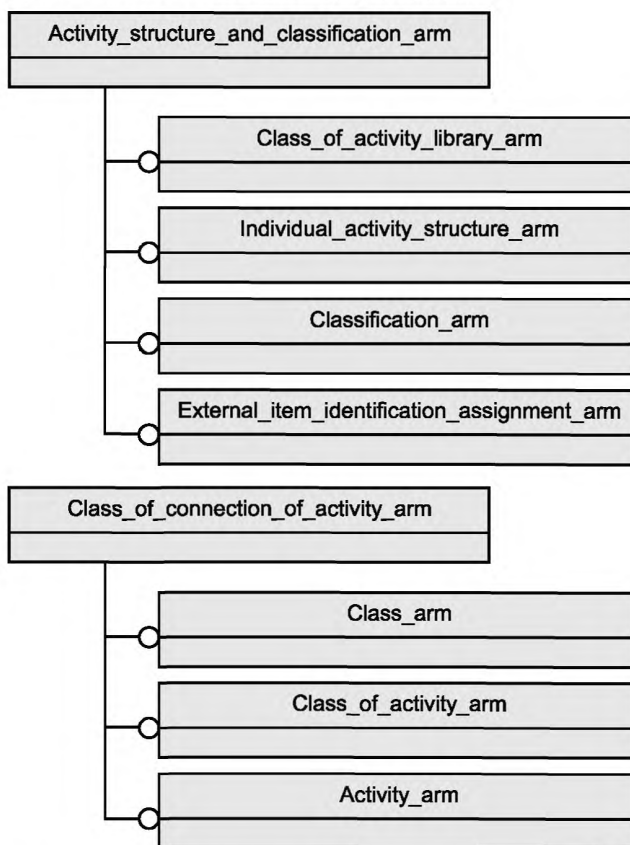 Activity_structure_and_classification_arm
Class_of_activity_library_arm
Individual_activity_structure_arm
Classification_arm
External_item_identification_assignment_arm
Class_of_connection_of_activity_arm
Class_arm
Class_of_activity_arm
Activity_arm